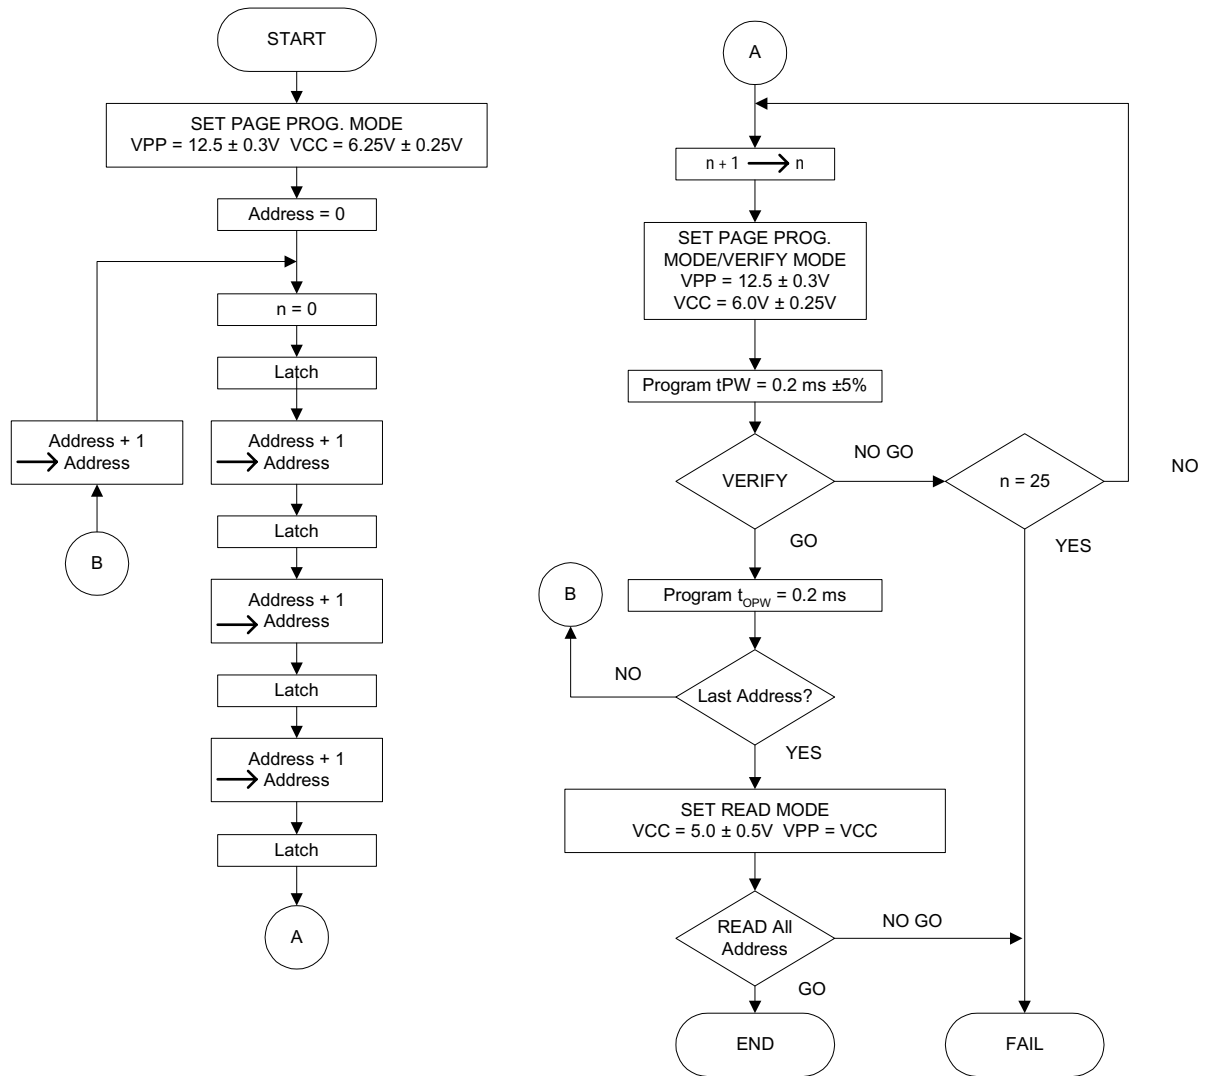 START
SET PAGE PROG. MODE
VPP = 12.5 ± 0.3V VCC = 6.25V ± 0.25V
Address = 0
n = 0
Latch
Address + 1
Address
B
Address + 1
Address
Latch
Address + 1
Address
Latch
Address + 1
Address
Latch
A
A
n + 1 → n
SET PAGE PROG.
MODE/VERIFY MODE
VPP = 12.5 ± 0.3V
VCC = 6.0V ± 0.25V
Program tPW = 0.2 ms ±5%
VERIFY
NO GO
n = 25
NO
YES
GO
B
Program tOPW = 0.2 ms
NO
Last Address?
YES
SET READ MODE
VCC = 5.0 ± 0.5V VPP = VCC
READ All
Address
NO GO
GO
END
FAIL